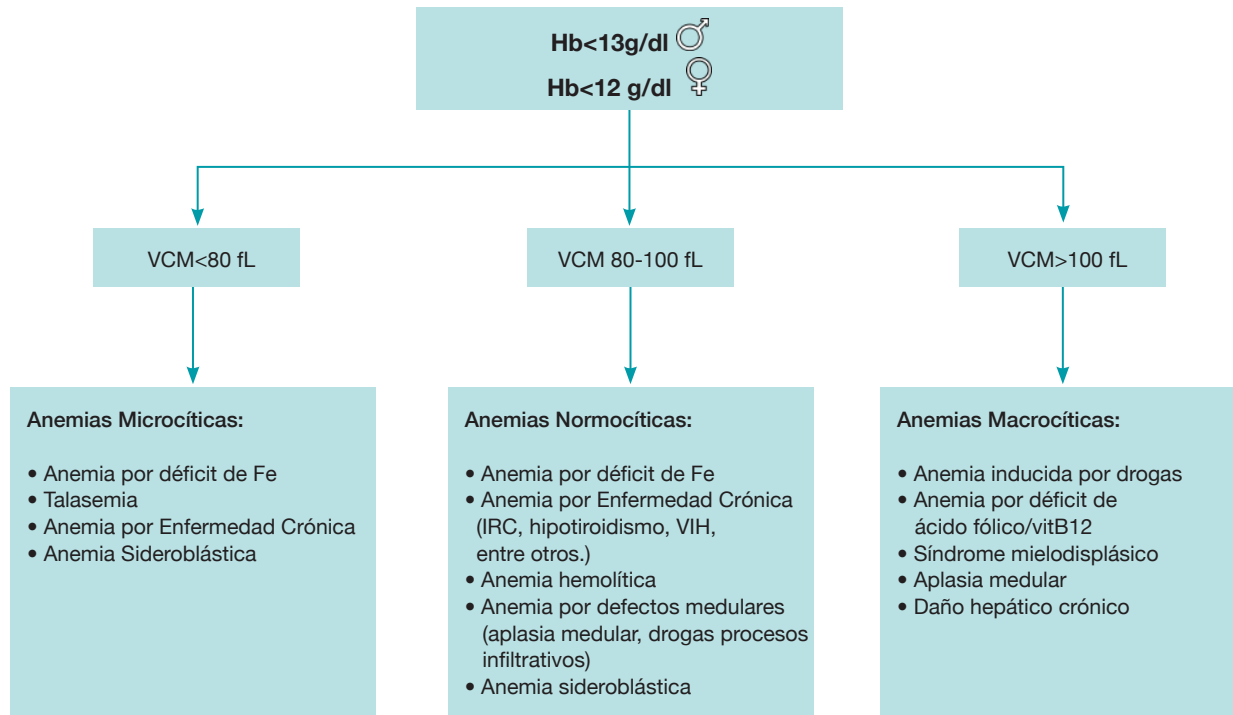 Hb<13g/dl ♂
Hb<12 g/dl ♀
VCM<80 fL
VCM 80-100 fL
VCM>100 fL
Anemias Microcíticas:
• Anemia por déficit de Fe
• Talasemia
• Anemia por Enfermedad Crónica
• Anemia Sideroblástica
Anemias Normocíticas:
• Anemia por déficit de Fe
• Anemia por Enfermedad Crónica
(IRC, hipotiroidismo, VIH,
entre otros.)
• Anemia hemolítica
• Anemia por defectos medulares
(aplasia medular, drogas procesos
infiltrativos)
• Anemia sideroblástica
Anemias Macrocíticas:
• Anemia inducida por drogas
• Anemia por déficit de
ácido fólico/vitB12
• Síndrome mielodisplásico
• Aplasia medular
• Daño hepático crónico